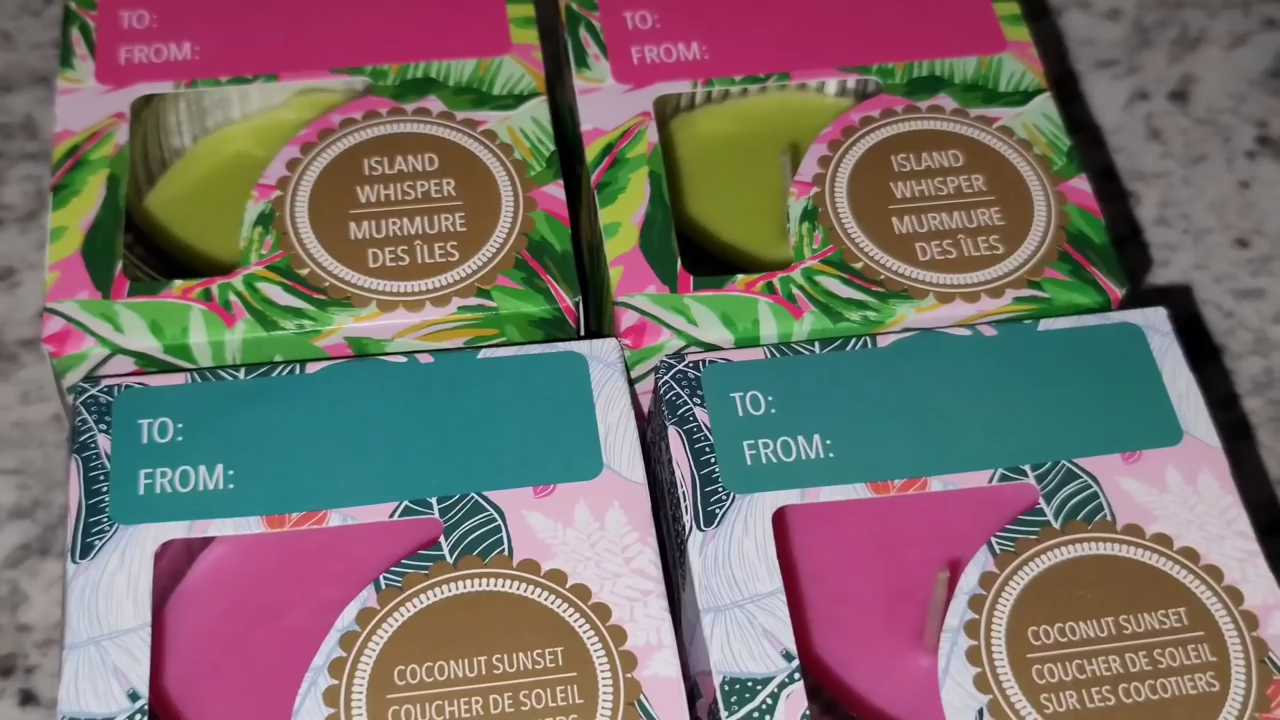 TO:
FROM:
ISLAND
WHISPER
MURMURE
DES ÎLES
TO:
FROM:
ISLAND
WHISPER
MURMURE
DES ÎLES
TO:
FROM:
COCONUT SUNSET
COUCHER DE SOLEIL
TO:
FROM:
COCONUT SUNSET
COUCHER DE SOLEIL
SUR LES COCOTIERS